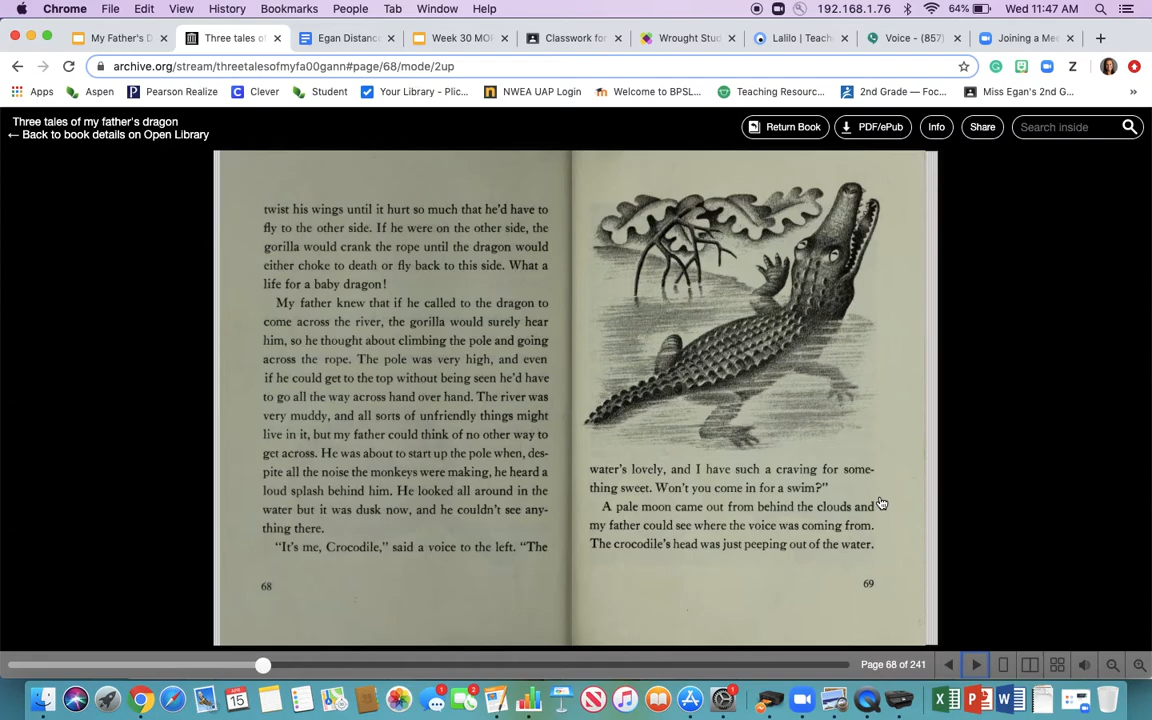 Chrome File Edit View History Bookmarks People Tab Window Help 192.168.1.76 64% Wed 11:47 AM
My Father's D Three tales of Egan Distanc Week 30 MOR Classwork for Wrought Stud Lalilo | Teach Voice - (857) Joining a Mee
archive.org/stream/threetalesofmyfa00gann#page/68/mode/2up
Apps Aspen Pearson Realize Clever Student Your Library - Plic... NWEA UAP Login Welcome to BPSL... Teaching Resourc... 2nd Grade — Foc... Miss Egan's 2nd G... »
Three tales of my father's dragon
← Back to book details on Open Library
Return Book PDF/ePub Info Share Search inside
twist his wings until it hurt so much that he'd have to
fly to the other side. If he were on the other side, the
gorilla would crank the rope until the dragon would
either choke to death or fly back to this side. What a
life for a baby dragon!
My father knew that if he called to the dragon to
come across the river, the gorilla would surely hear
him, so he thought about climbing the pole and going
across the rope. The pole was very high, and even
if he could get to the top without being seen he'd have
to go all the way across hand over hand. The river was
very muddy, and all sorts of unfriendly things might
live in it, but my father could think of no other way to
get across. He was about to start up the pole when, des-
pite all the noise the monkeys were making, he heard a
loud splash behind him. He looked all around in the
water but it was dusk now, and he couldn't see any-
thing there.
"It's me, Crocodile," said a voice to the left. "The
68
water's lovely, and I have such a craving for some-
thing sweet. Won't you come in for a swim?"
A pale moon came out from behind the clouds and
my father could see where the voice was coming from.
The crocodile's head was just peeping out of the water.
69
Page 68 of 241